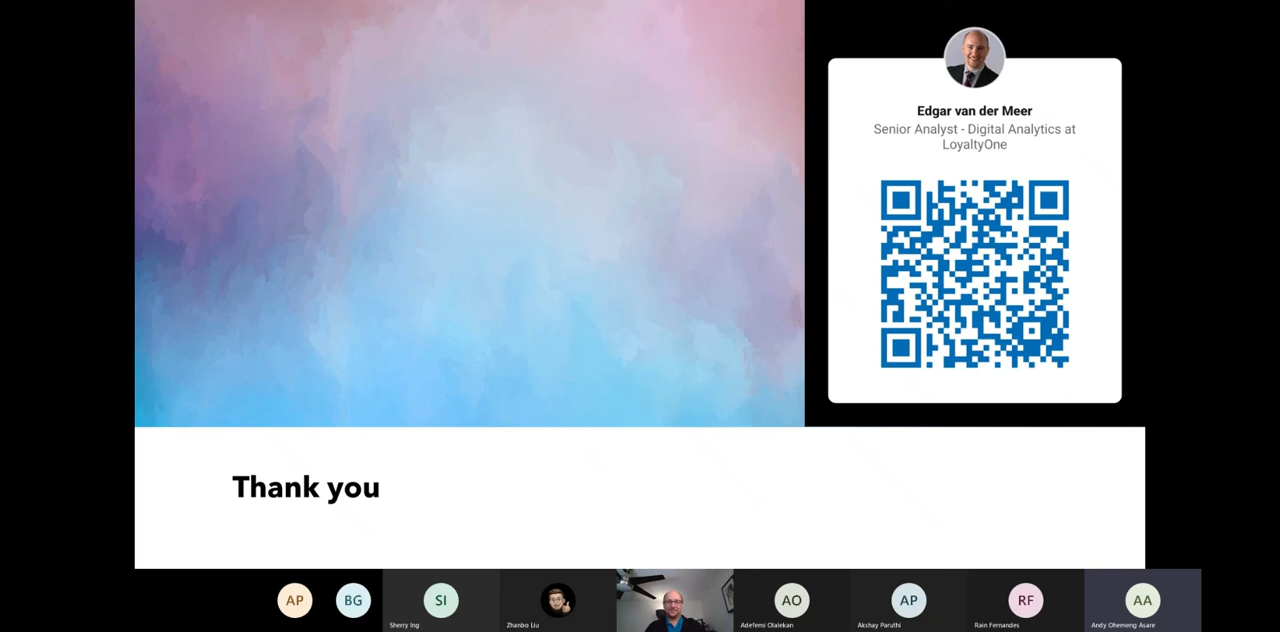 Edgar van der Meer
Senior Analyst - Digital Analytics at
LoyaltyOne
Thank you
AP
BG
SI
AO
AP
RF
AA
Sherry Ing
Zhanbo Liu
Adefemi Olalekan
Akshay Paruthi
Rain Fernandes
Andy Ohemeng Asare